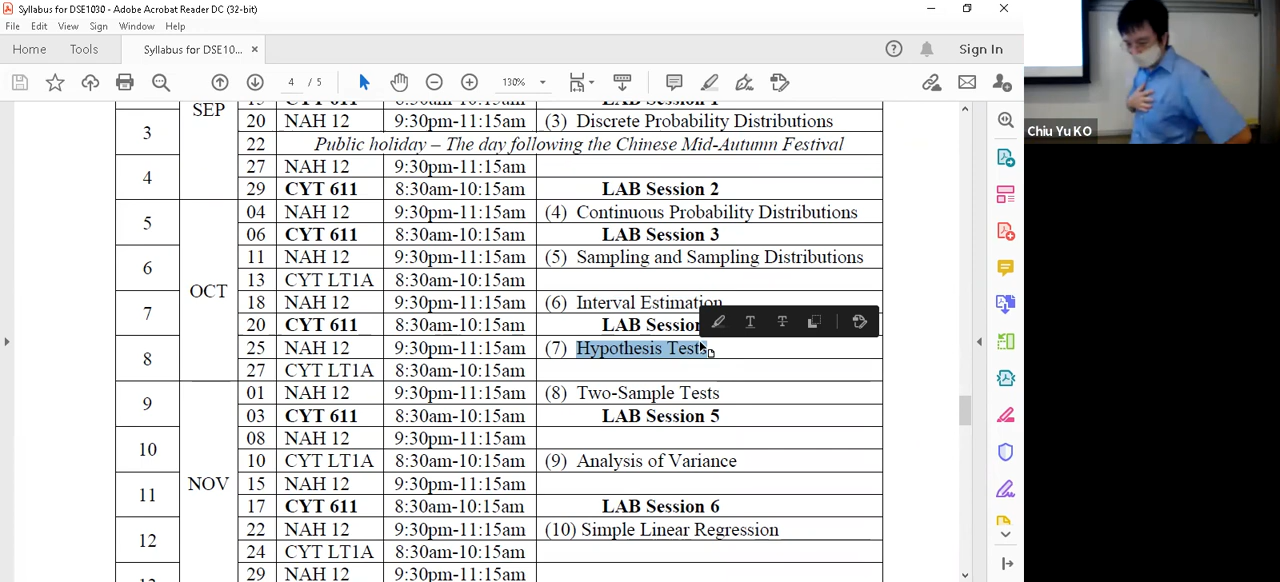 Syllabus for DSE1030 - Adobe Acrobat Reader DC (32-bit)
File Edit View Sign Window Help
Home Tools Syllabus for DSE10... × Sign In
4 / 5 130%
SEP
20 NAH 12 9:30pm-11:15am (3) Discrete Probability Distributions
3
22 Public holiday – The day following the Chinese Mid-Autumn Festival
27 NAH 12 9:30pm-11:15am
4
29 CYT 611 8:30am-10:15am LAB Session 2
5 04 NAH 12 9:30pm-11:15am (4) Continuous Probability Distributions
06 CYT 611 8:30am-10:15am LAB Session 3
6 11 NAH 12 9:30pm-11:15am (5) Sampling and Sampling Distributions
13 CYT LT1A 8:30am-10:15am
OCT
7 18 NAH 12 9:30pm-11:15am (6) Interval Estimation
20 CYT 611 8:30am-10:15am LAB Session
8 25 NAH 12 9:30pm-11:15am (7) Hypothesis Tests
27 CYT LT1A 8:30am-10:15am
9 01 NAH 12 9:30pm-11:15am (8) Two-Sample Tests
03 CYT 611 8:30am-10:15am LAB Session 5
10 08 NAH 12 9:30pm-11:15am
10 CYT LT1A 8:30am-10:15am (9) Analysis of Variance
NOV
11 15 NAH 12 9:30pm-11:15am
17 CYT 611 8:30am-10:15am LAB Session 6
12 22 NAH 12 9:30pm-11:15am (10) Simple Linear Regression
24 CYT LT1A 8:30am-10:15am
29 NAH 12 9:30pm-11:15am
Chiu Yu KO